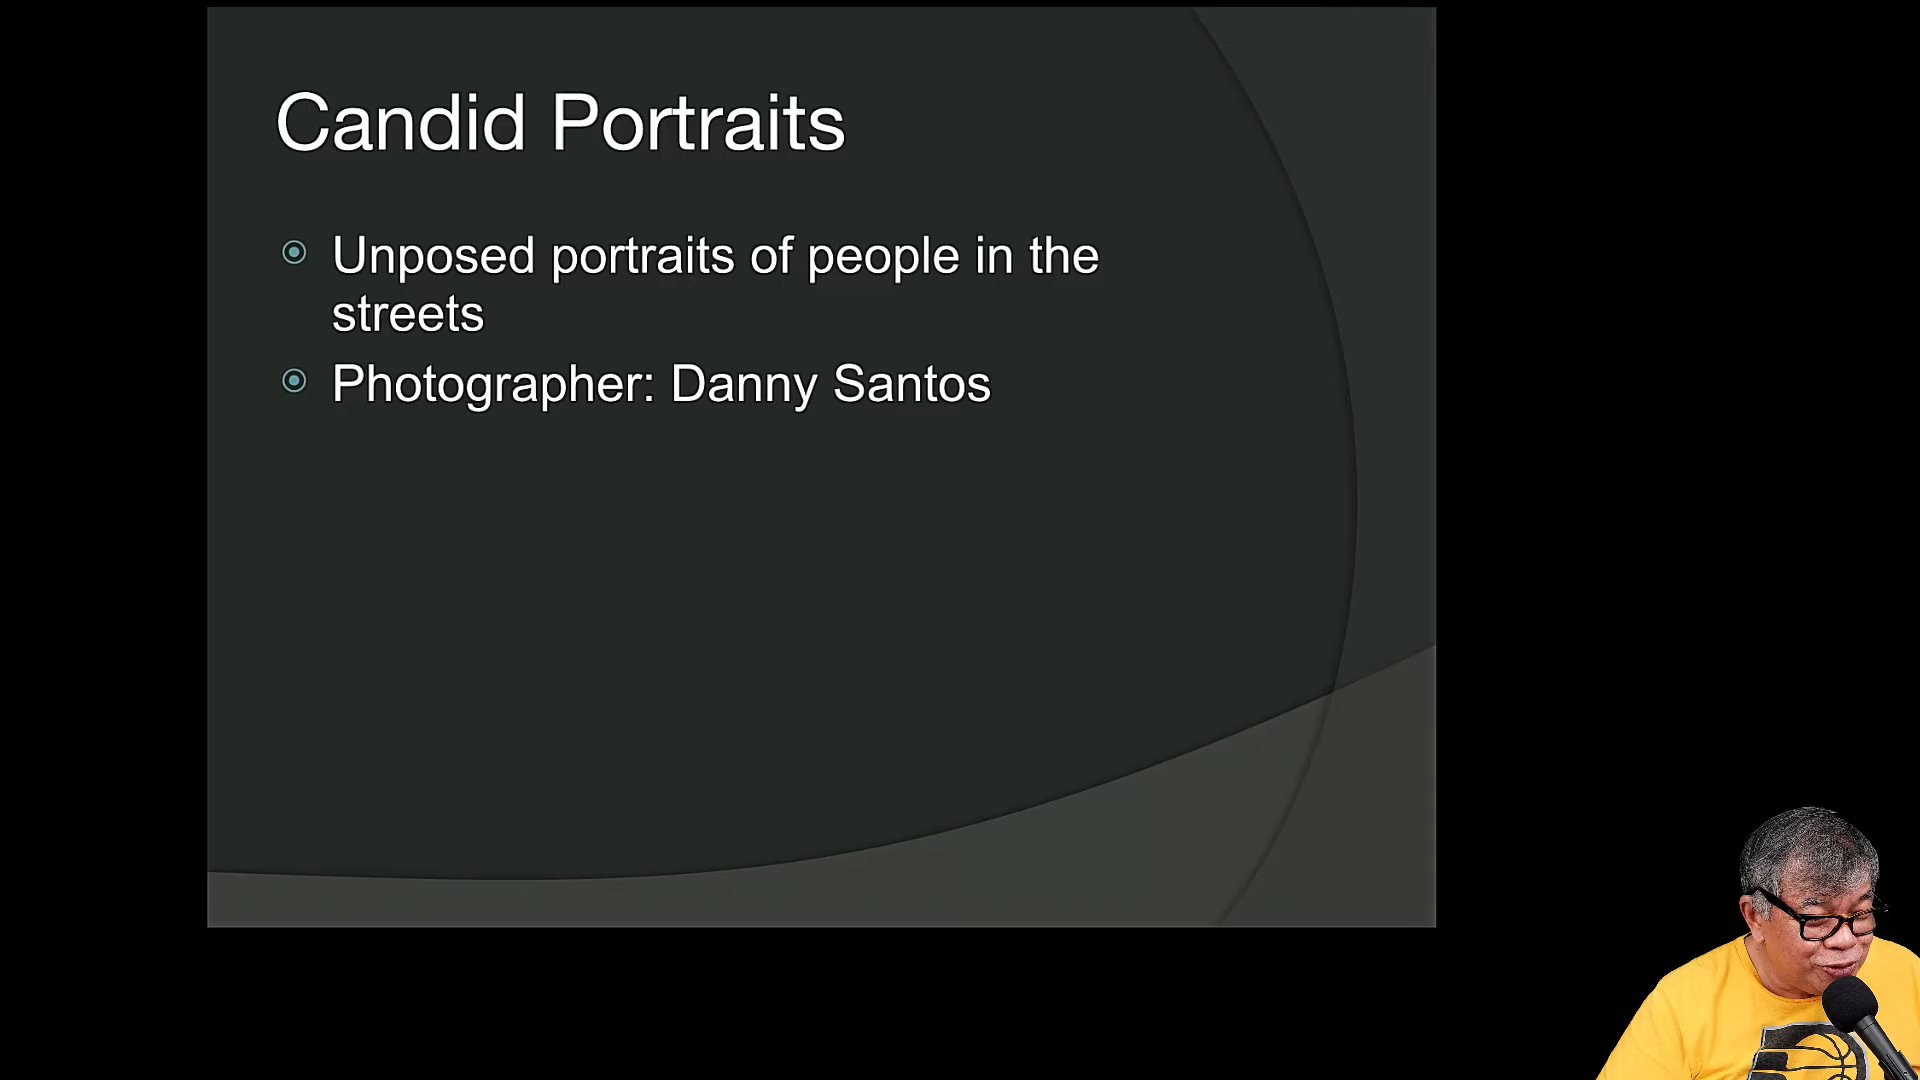 Candid Portraits
Unposed portraits of people in the
streets
Photographer: Danny Santos